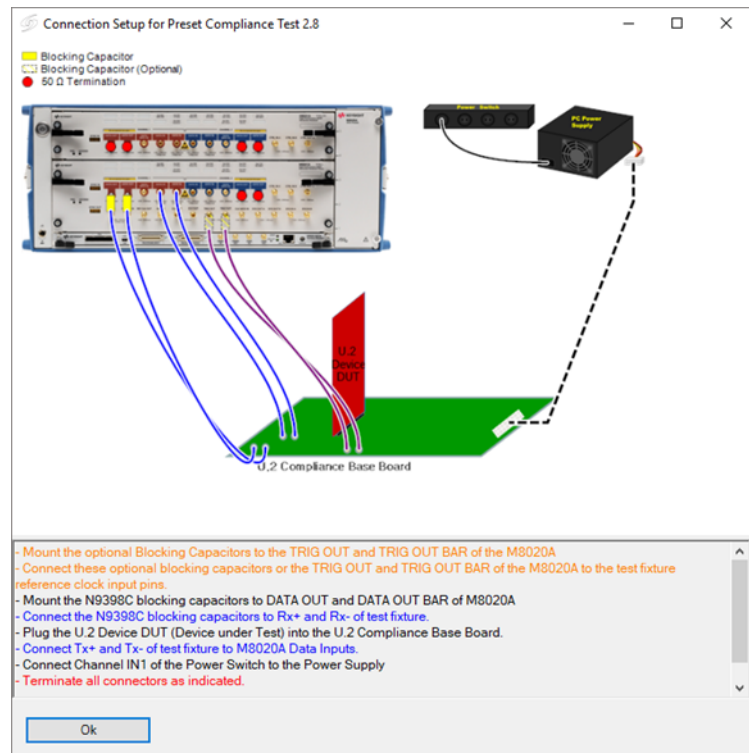 Connection Setup for Preset Compliance Test 2.8
Blocking Capacitor
Blocking Capacitor (Optional)
50 Ω Termination
Power Switch
PC Power
Supply
U.2
Device
DUT
U,2 Compliance Base Board
- Mount the optional Blocking Capacitors to the TRIG OUT and TRIG OUT BAR of the M8020A
- Connect these optional blocking capacitors or the TRIG OUT and TRIG OUT BAR of the M8020A to the test fixture
reference clock input pins.
- Mount the N9398C blocking capacitors to DATA OUT and DATA OUT BAR of M8020A
- Connect the N9398C blocking capacitors to Rx+ and Rx- of test fixture.
- Plug the U.2 Device DUT (Device under Test) into the U.2 Compliance Base Board.
- Connect Tx+ and Tx- of test fixture to M8020A Data Inputs.
- Connect Channel IN1 of the Power Switch to the Power Supply
- Terminate all connectors as indicated.
Ok